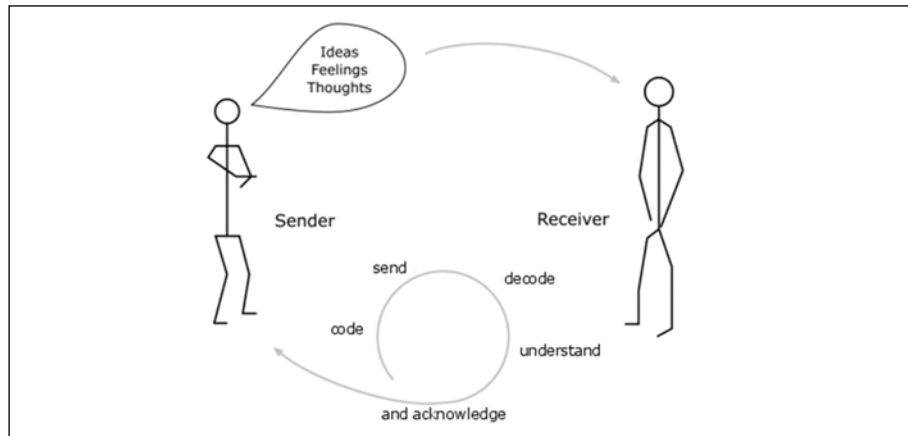 Ideas
Feelings
Thoughts
Sender
Receiver
send
decode
code
understand
and acknowledge